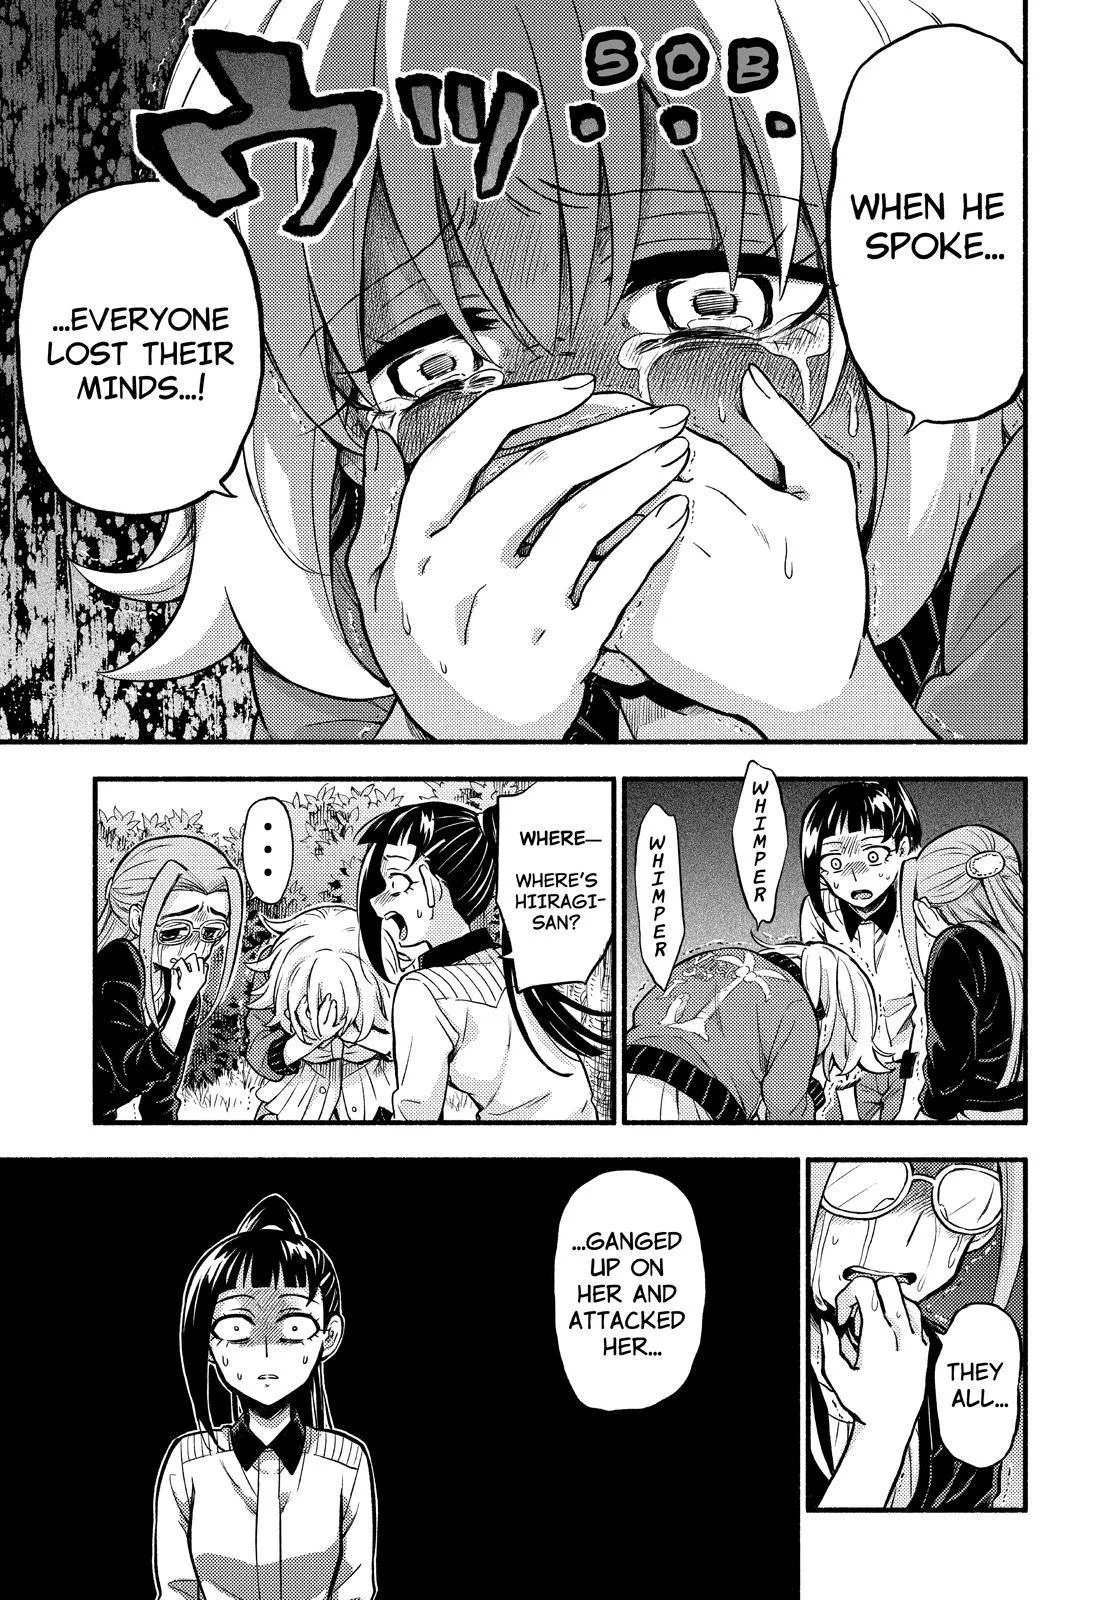 ウッ
SOB...
WHEN HE
SPOKE...
...EVERYONE
LOST THEIR
MINDS...!
WHIMPER
WHIMPER
WHERE—
WHERE'S
HIIRAGI-
SAN?
...
THEY
ALL...
...GANGED
UP ON
HER AND
ATTACKED
HER...